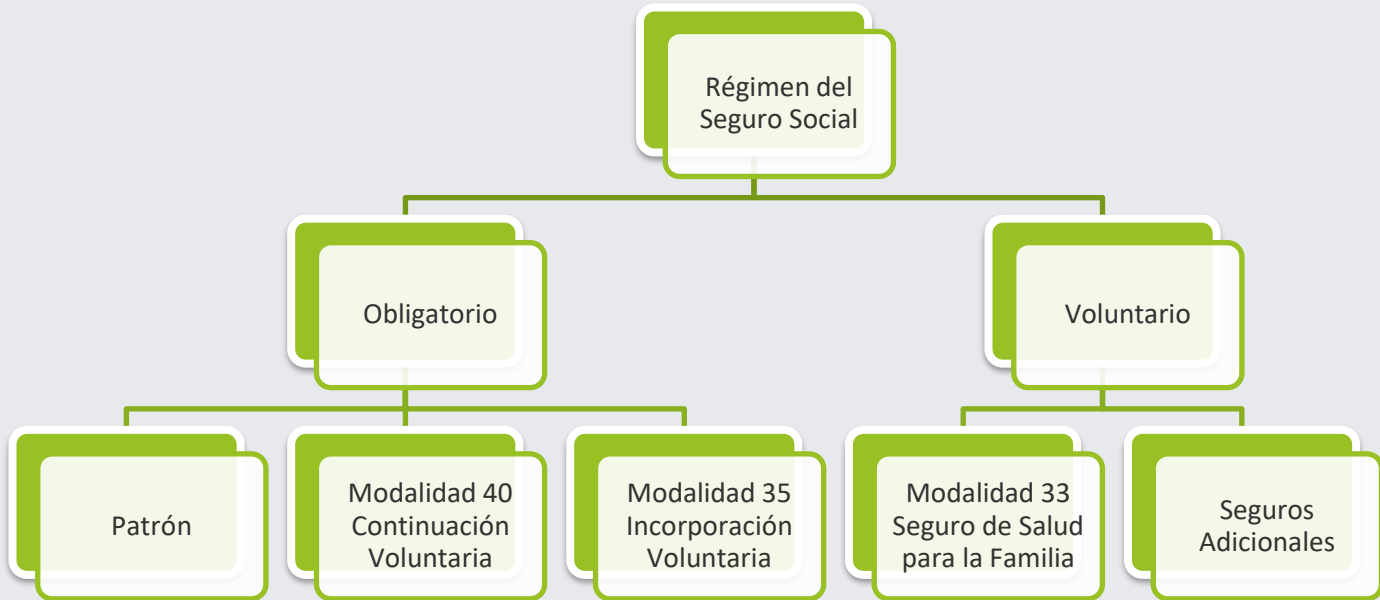 Régimen del
Seguro Social
Obligatorio
Voluntario
Patrón
Modalidad 40
Continuación
Voluntaria
Modalidad 35
Incorporación
Voluntaria
Modalidad 33
Seguro de Salud
para la Familia
Seguros
Adicionales